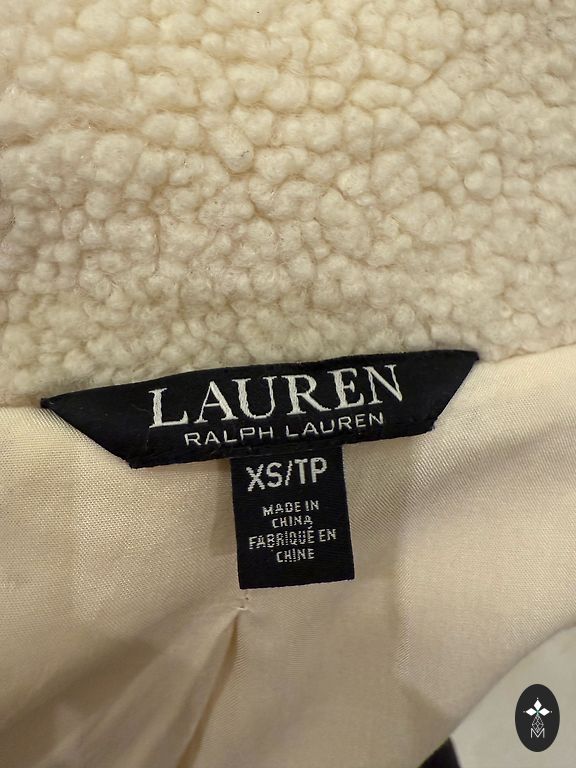 LAUREN
RALPH LAUREN
XS/TP
MADE IN
CHINA
FABRIQUÉ EN
CHINE
M